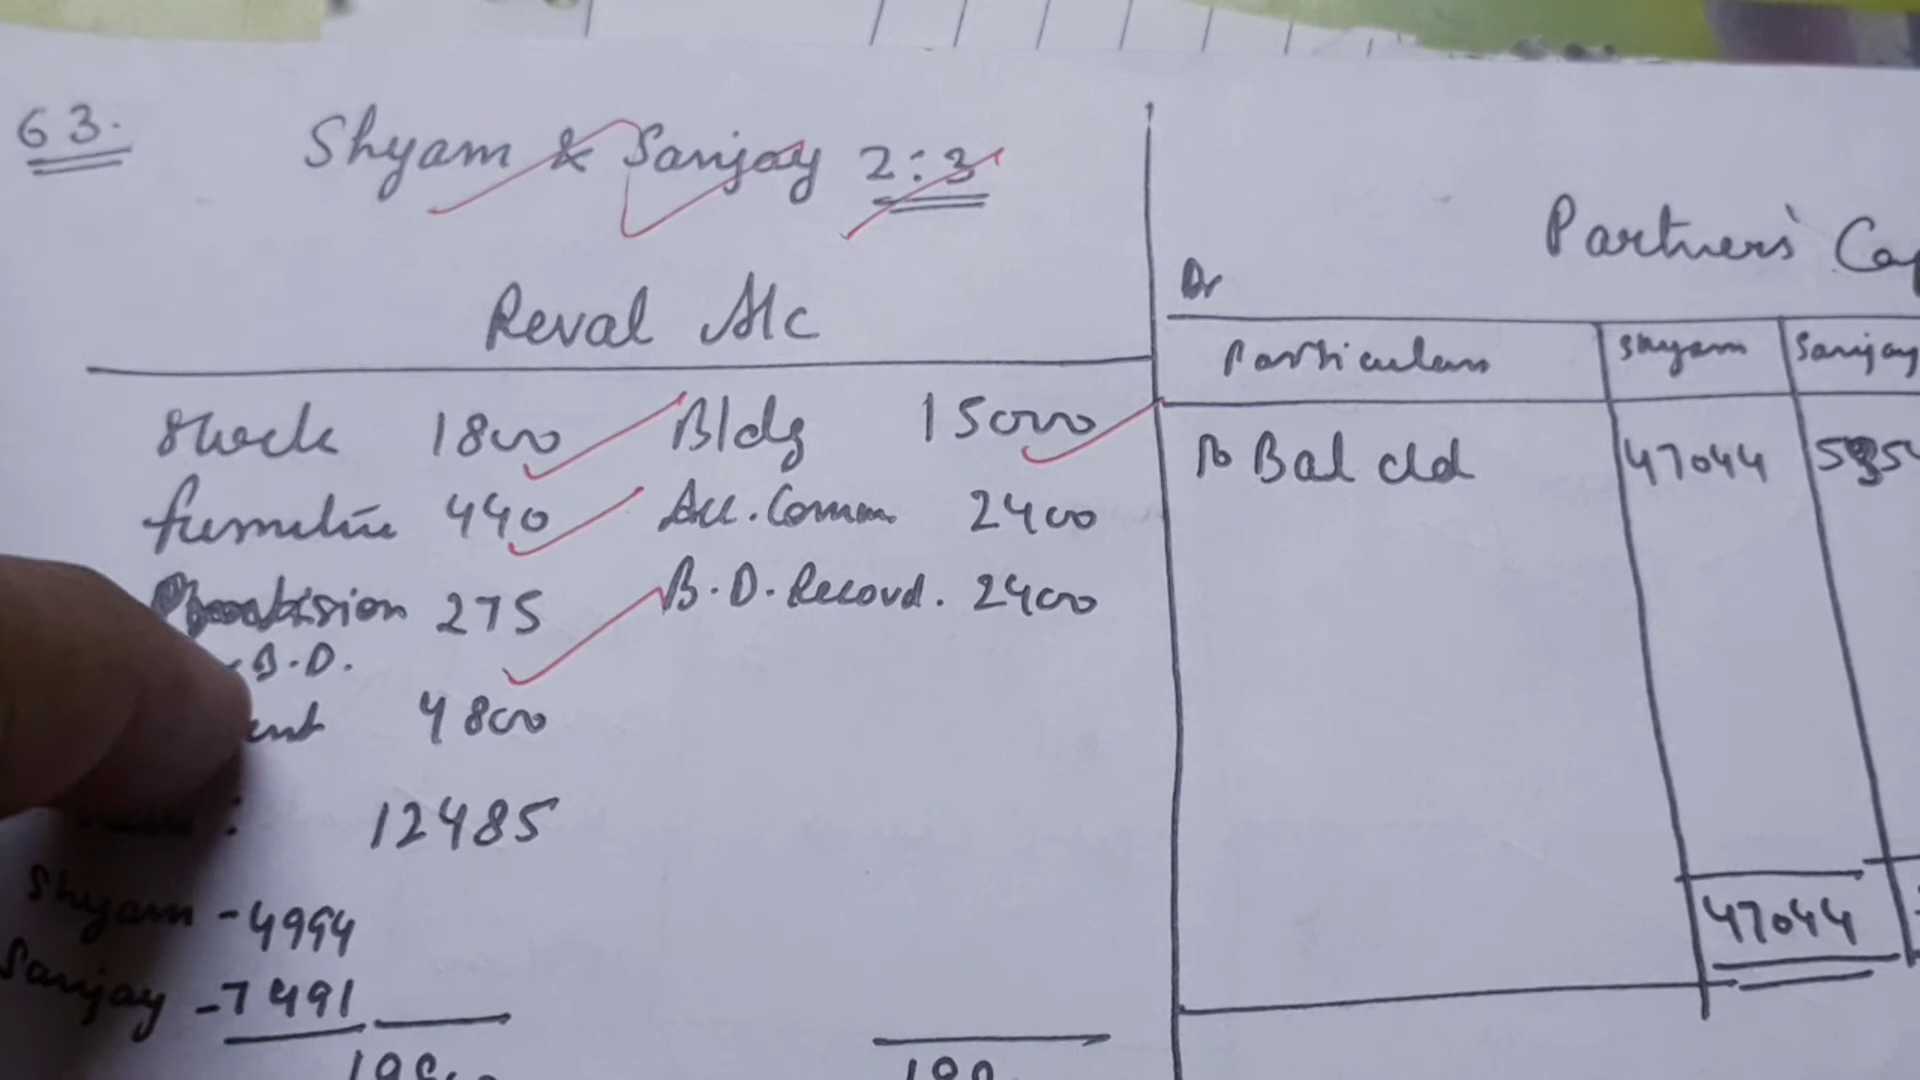 63.
Shyam & Sanjay 2:3
Reval A/c
Stock 1800 Bldg 15000
furniture 440 Acc. Comm. 2400
Provision 275 B.D. Recovd. 2400
B.D.
4800
12485
Shyam - 4994
Sanjay - 7491
Partners'
Dr
Particulars Shyam Sanjay
To Bal c/d 47044
47044